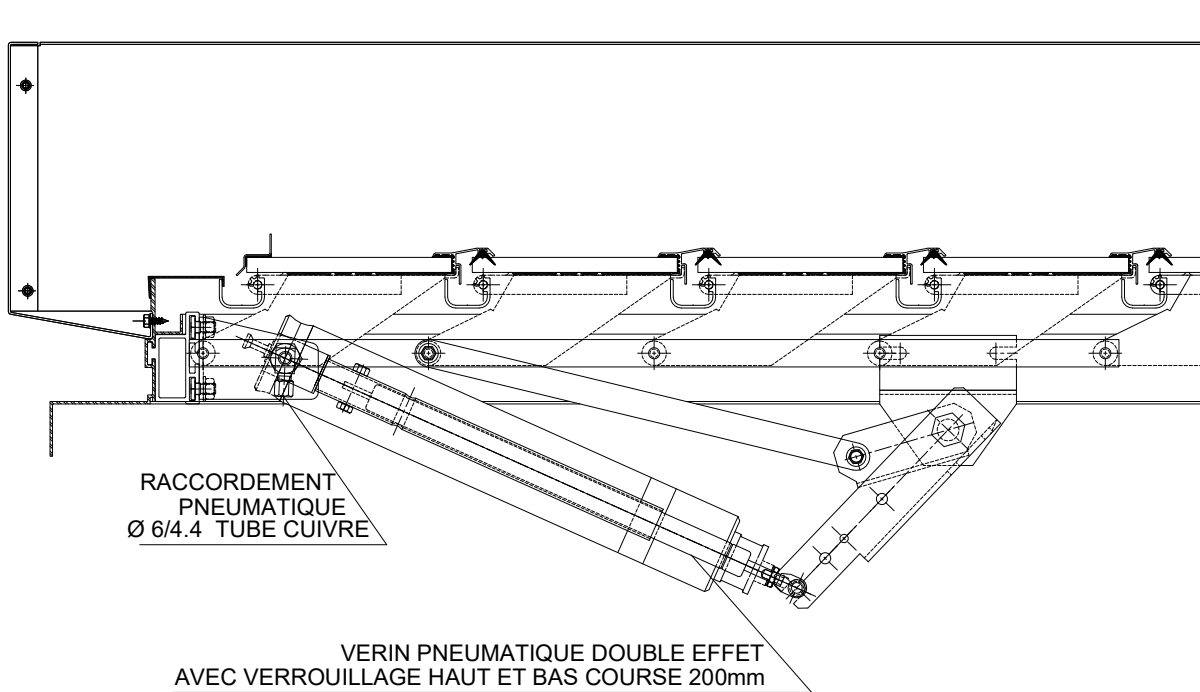 RACCORDEMENT
PNEUMATIQUE
Ø 6/4.4 TUBE CUIVRE
VERIN PNEUMATIQUE DOUBLE EFFET
AVEC VERROUILLAGE HAUT ET BAS COURSE 200mm